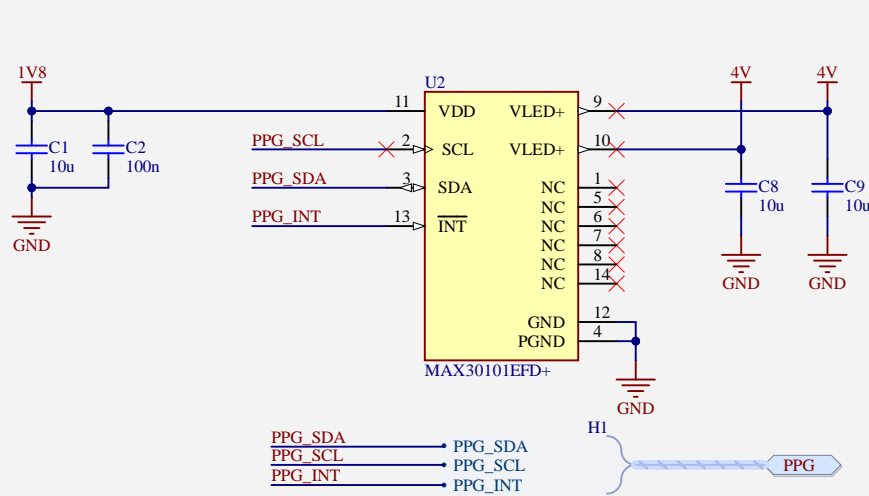 1V8
4V
4V
U2
11
VDD
VLED+
9
PPG_SCL
2
SCL
VLED+
10
C1
10u
C2
100n
PPG_SDA
3
SDA
NC
1
C8
10u
C9
10u
NC
5
PPG_INT
13
INT
NC
6
NC
7
NC
8
NC
14
GND
GND
GND
GND
12
PGND
4
MAX30101EFD+
GND
H1
PPG_SDA
PPG_SDA
PPG_SCL
PPG_SCL
PPG
PPG_INT
PPG_INT